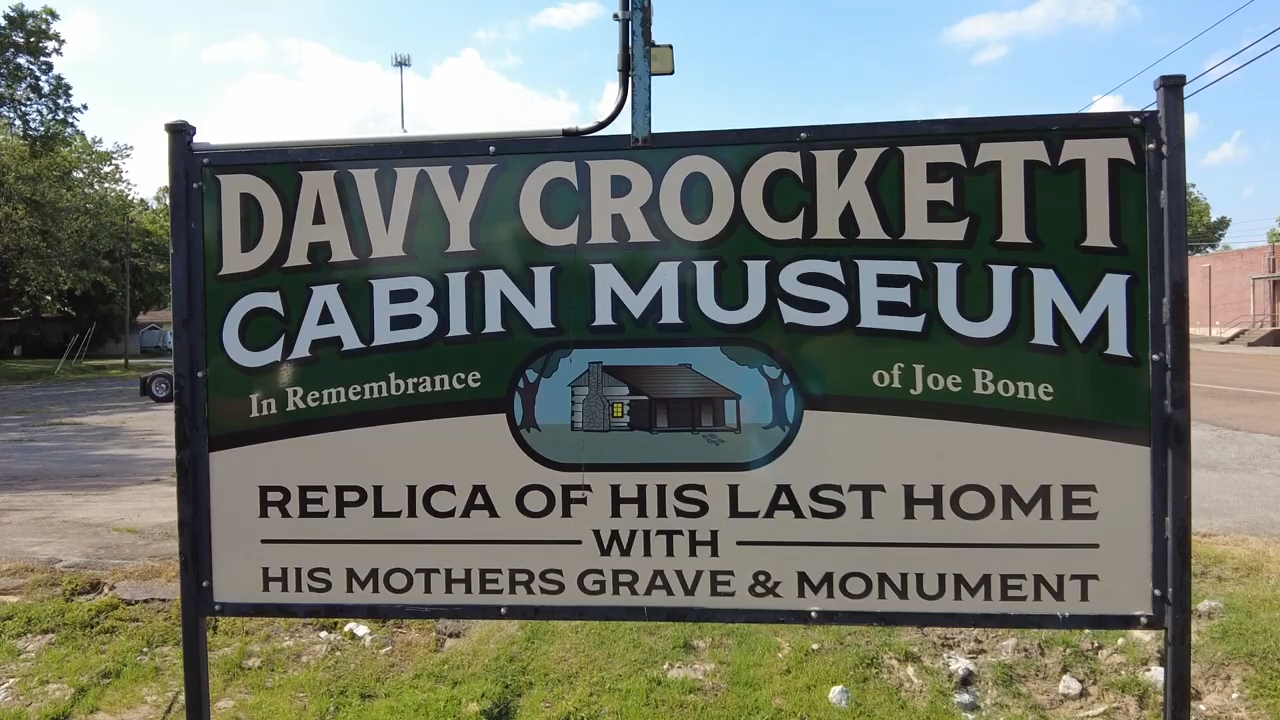 DAVY CROCKETT
CABIN MUSEUM
In Remembrance of Joe Bone
REPLICA OF HIS LAST HOME
WITH
HIS MOTHERS GRAVE & MONUMENT